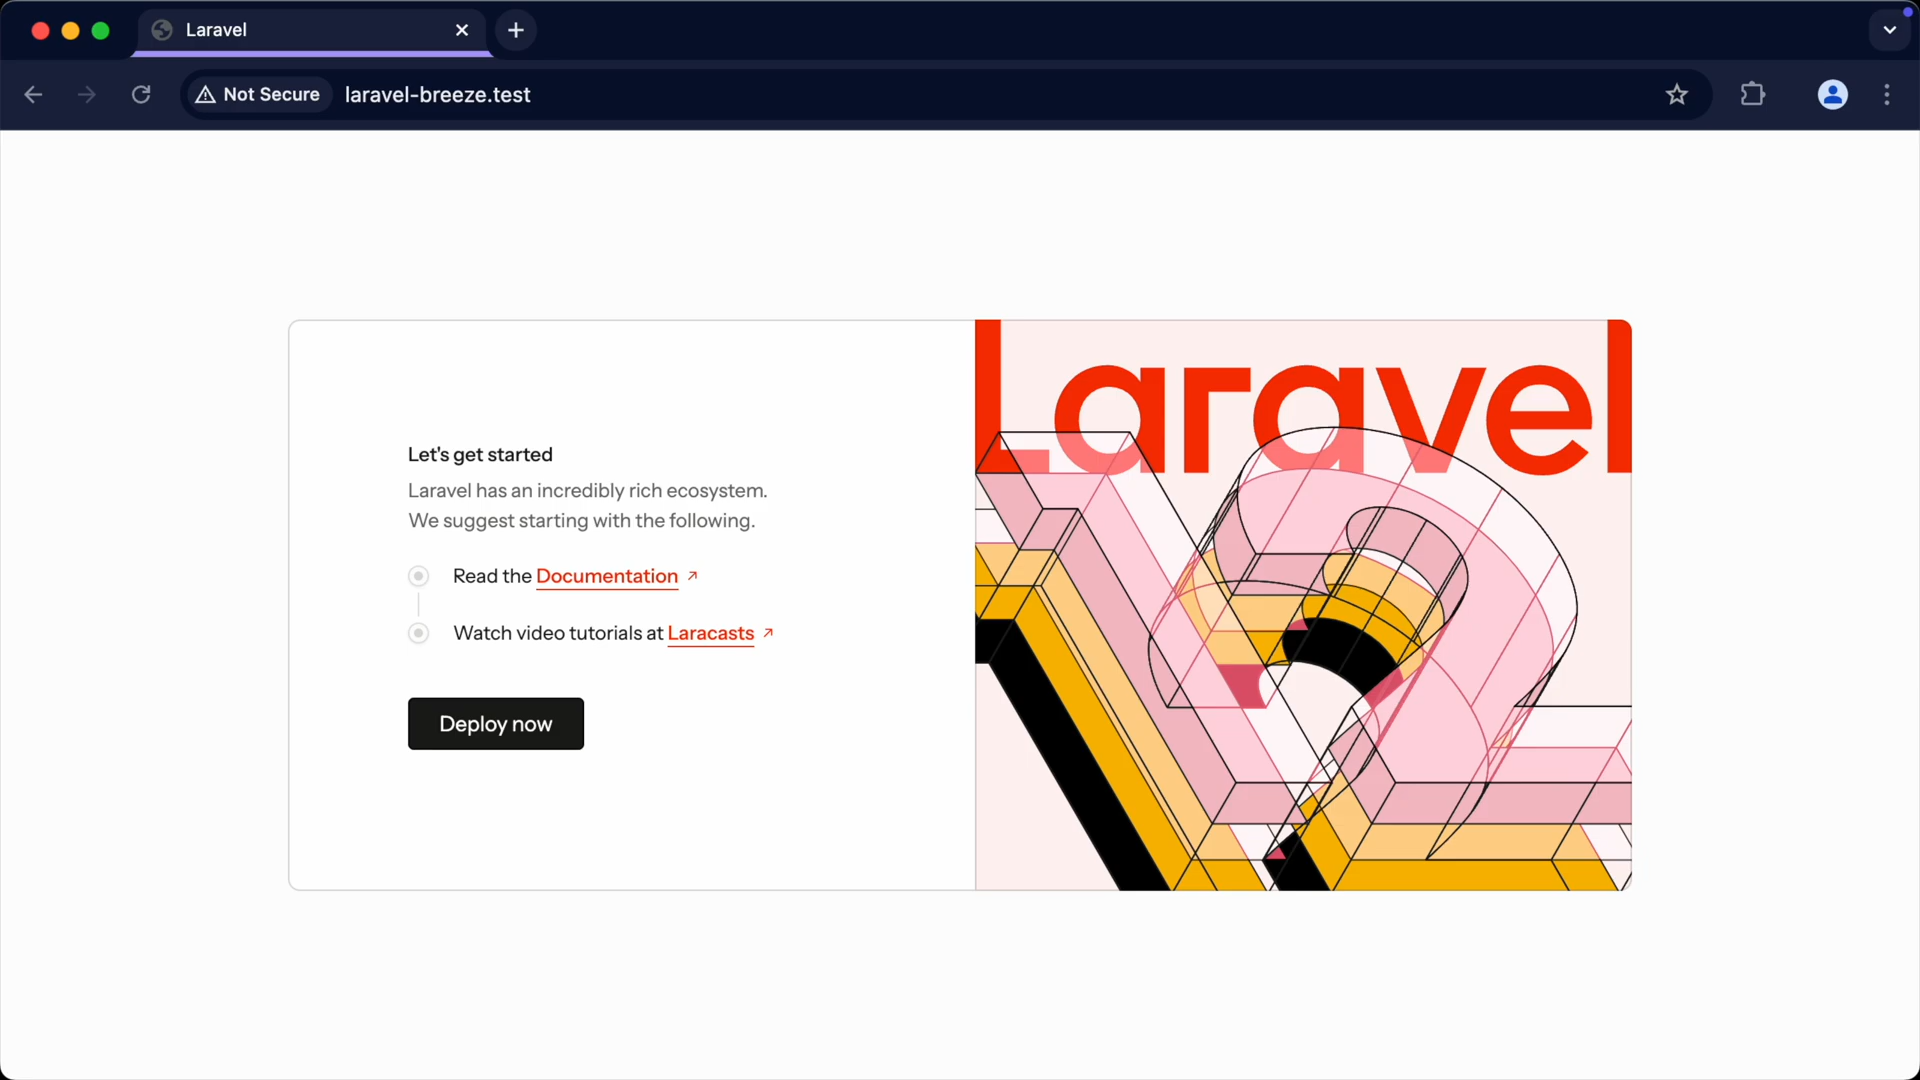 Laravel
Not Secure
laravel-breeze.test
Let's get started
Laravel has an incredibly rich ecosystem.
We suggest starting with the following.
Read the Documentation
Watch video tutorials at Laracasts
Deploy now
Laravel